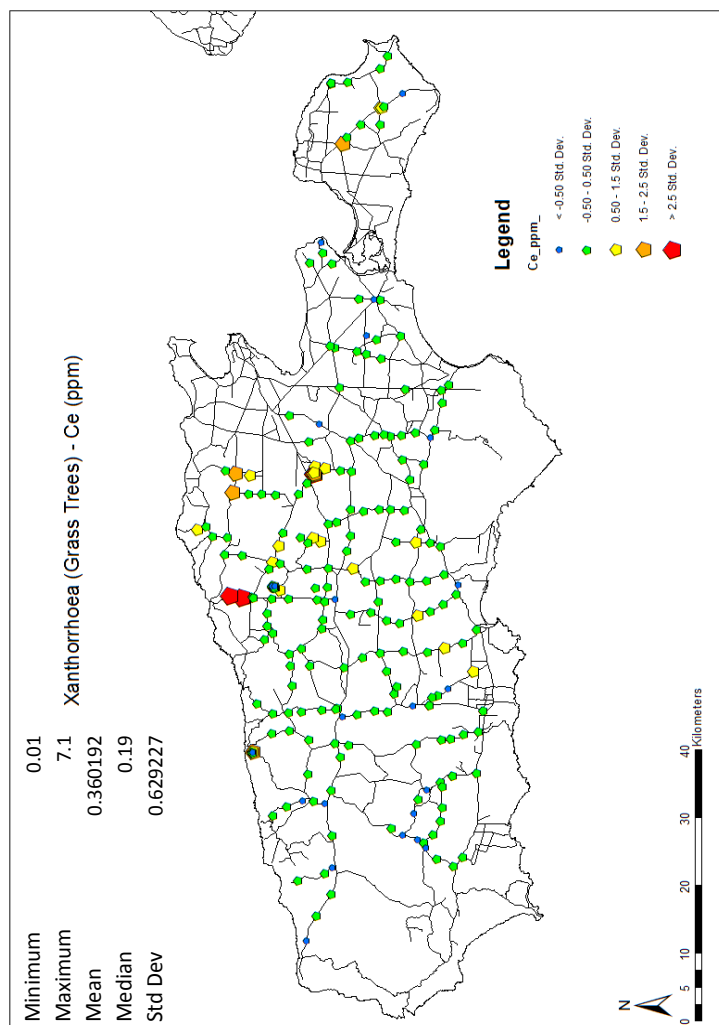 Minimum 0.01
Maximum 7.1
Mean 0.360192
Median 0.19
Std Dev 0.629227
Xanthorrhoea (Grass Trees) - Ce (ppm)
Legend
Ce_ppm_
< -0.50 Std. Dev.
-0.50 - 0.50 Std. Dev.
0.50 - 1.5 Std. Dev.
1.5 - 2.5 Std. Dev.
> 2.5 Std. Dev.
N
0 5 10 20 30 40
Kilometers